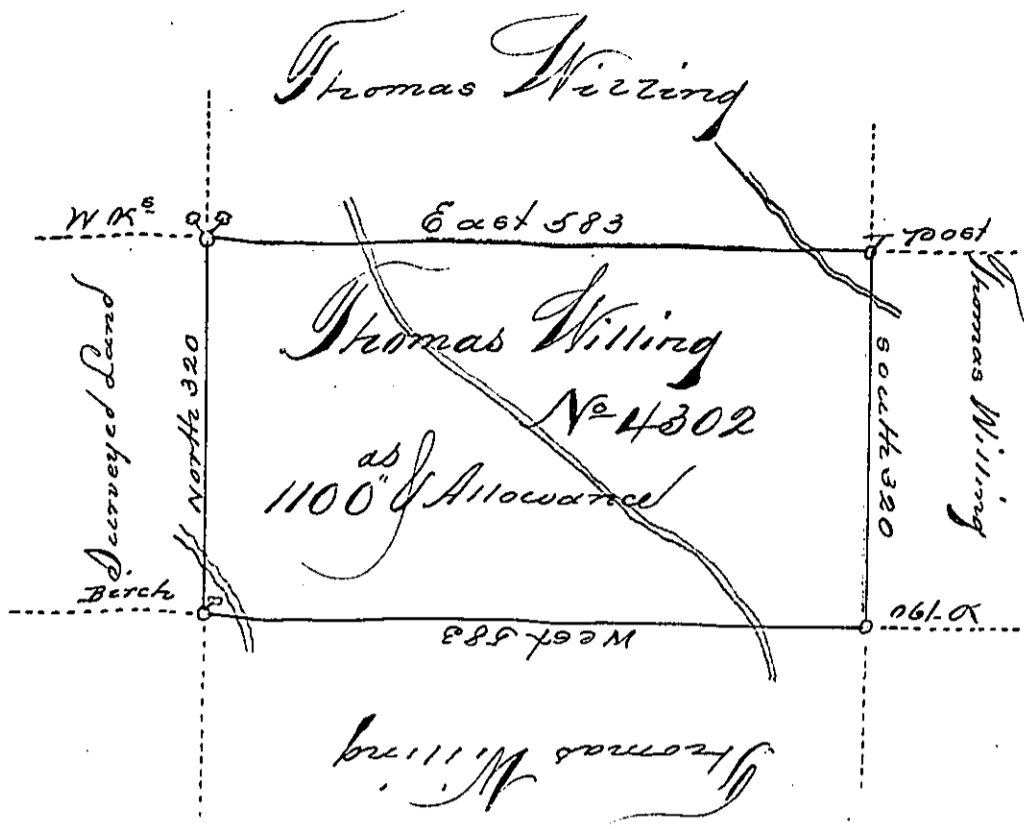 Thomas Willing
W Ks
East 583
post
Thomas Willing
No 4302
1100 as & Allowance
Surveyed Land
North 320
South 320
Thomas Willing
Birch
West 583
Thomas Willing